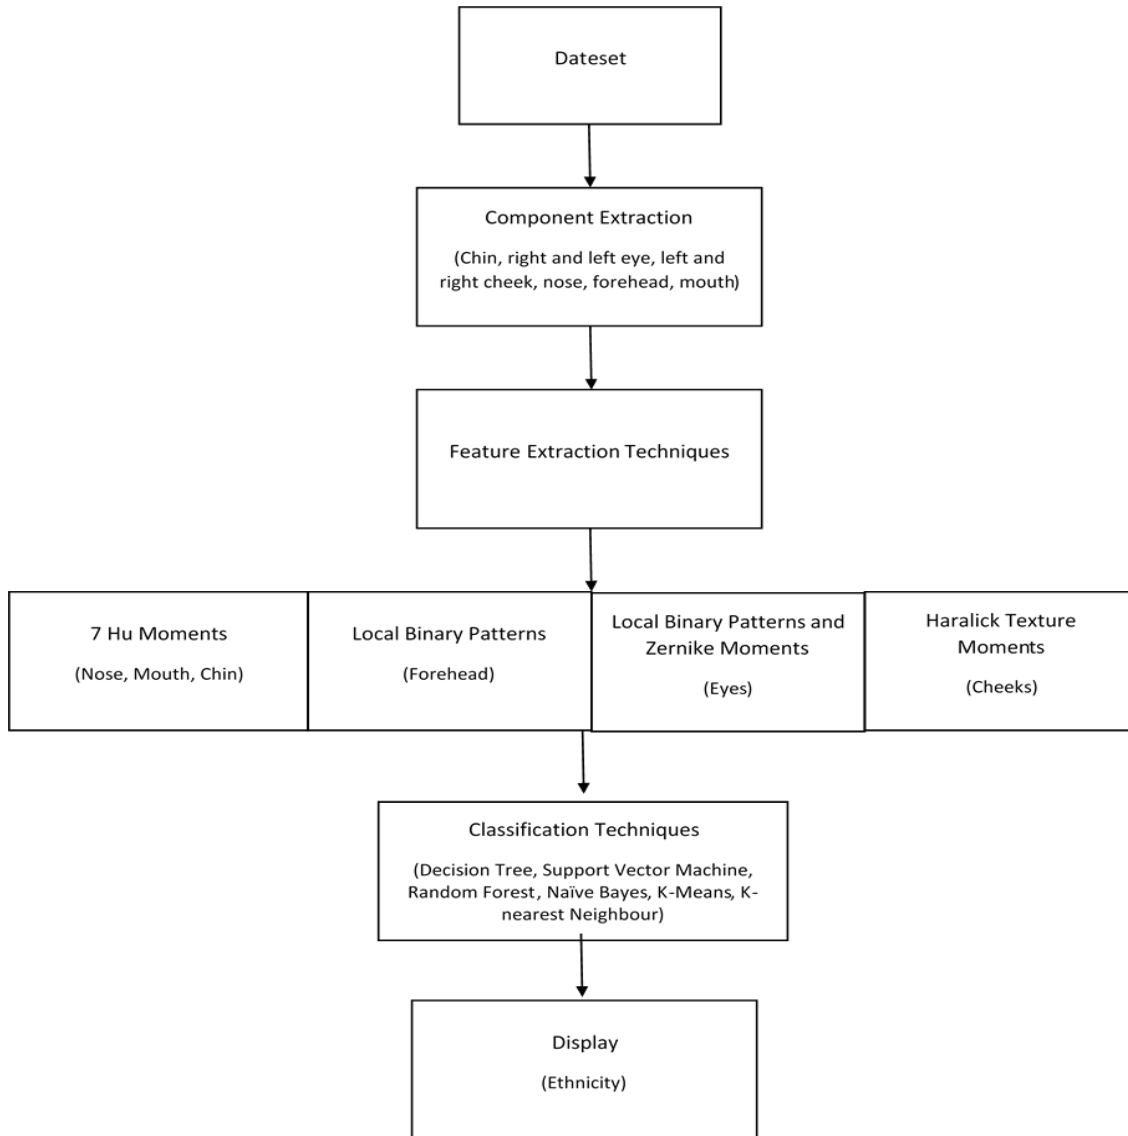 Dateset
Component Extraction
(Chin, right and left eye, left and
right cheek, nose, forehead, mouth)
Feature Extraction Techniques
7 Hu Moments
(Nose, Mouth, Chin)
Local Binary Patterns
(Forehead)
Local Binary Patterns and
Zernike Moments
(Eyes)
Haralick Texture
Moments
(Cheeks)
Classification Techniques
(Decision Tree, Support Vector Machine,
Random Forest, Naïve Bayes, K-Means, K-
nearest Neighbour)
Display
(Ethnicity)